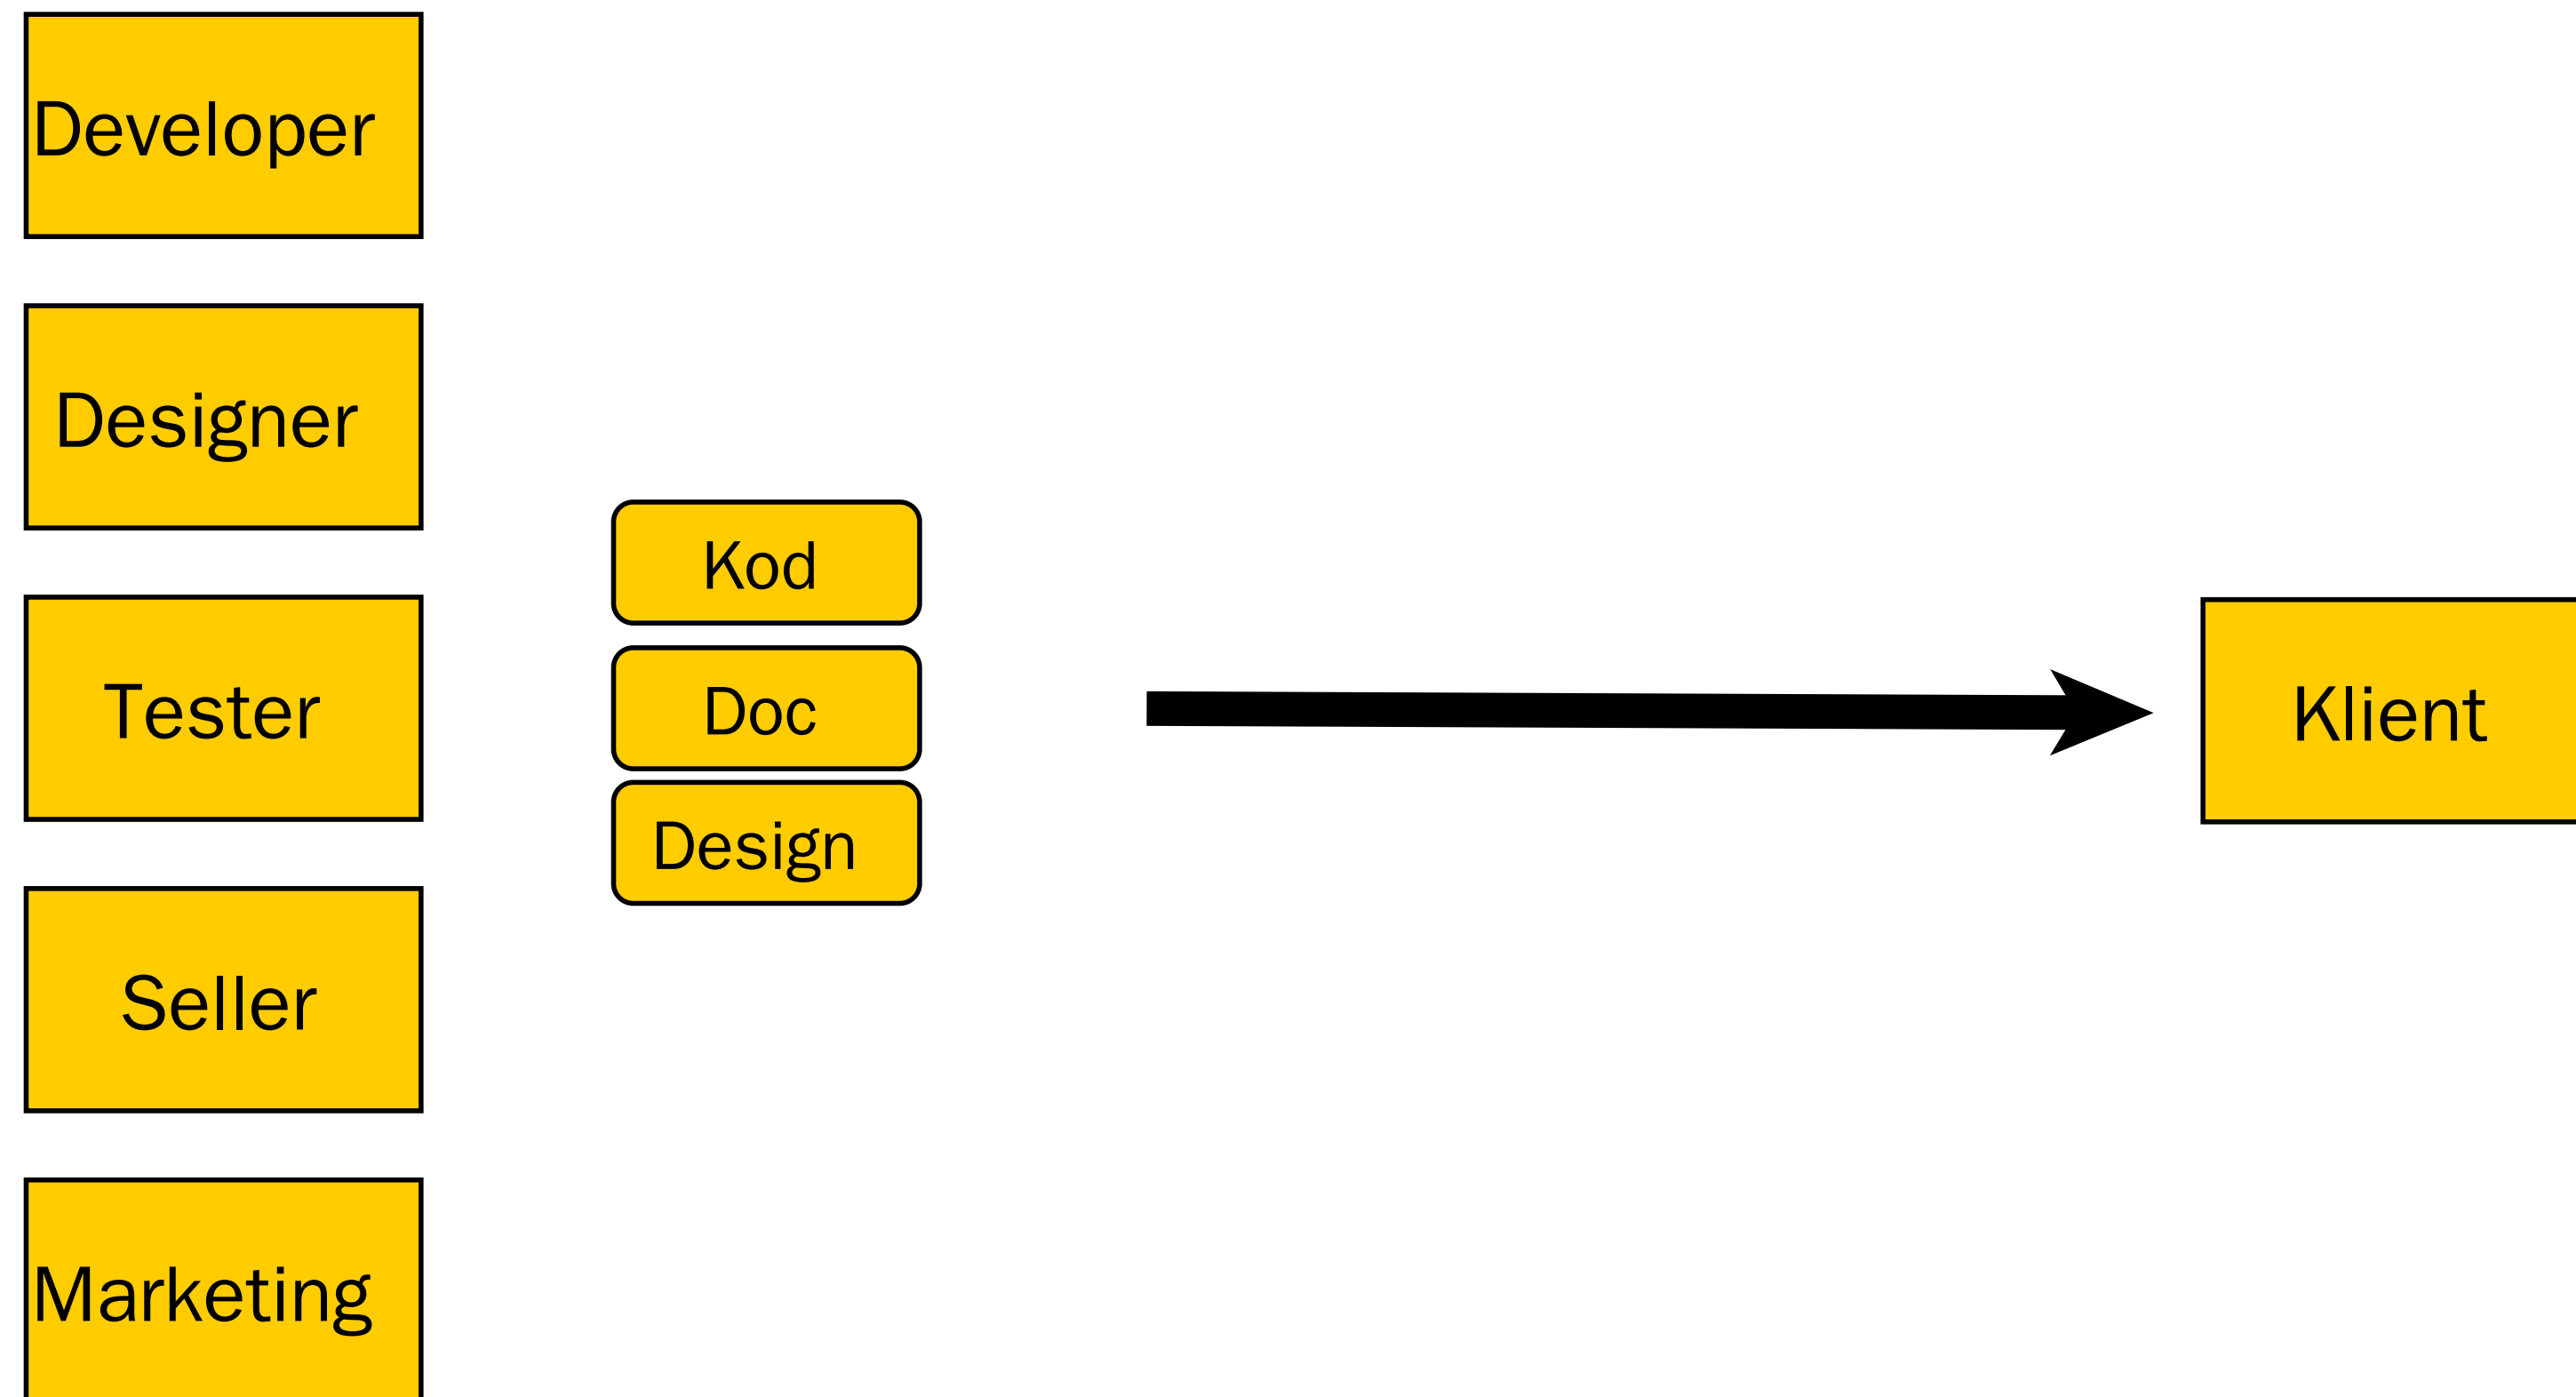 Developer
Designer
Tester
Seller
Marketing
Kod
Doc
Design
Klient